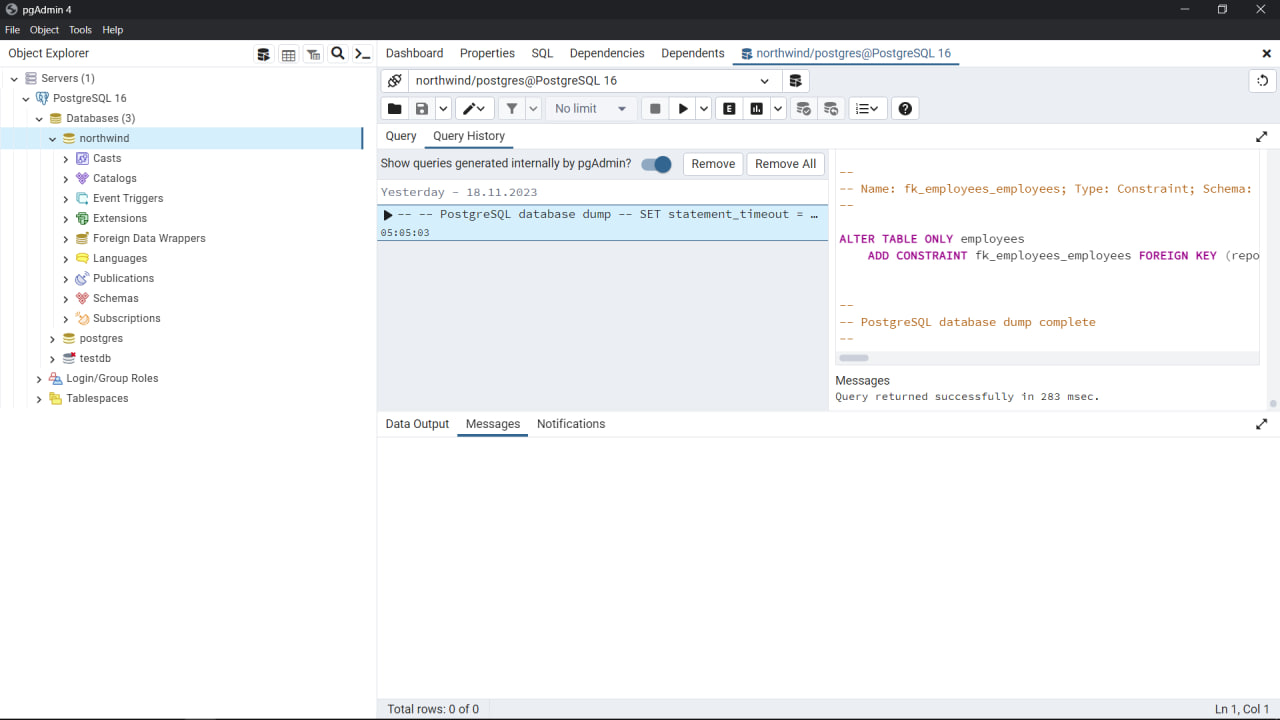 pgAdmin 4
File Object Tools Help
Object Explorer
Servers (1)
PostgreSQL 16
Databases (3)
northwind
Casts
Catalogs
Event Triggers
Extensions
Foreign Data Wrappers
Languages
Publications
Schemas
Subscriptions
postgres
testdb
Login/Group Roles
Tablespaces
Dashboard Properties SQL Dependencies Dependents northwind/postgres@PostgreSQL 16
northwind/postgres@PostgreSQL 16
No limit
E
Query Query History
Show queries generated internally by pgAdmin? Remove Remove All
Yesterday - 18.11.2023
-- -- PostgreSQL database dump -- SET statement_timeout = …
05:05:03
--
-- Name: fk_employees_employees; Type: Constraint; Schema:
--
ALTER TABLE ONLY employees
ADD CONSTRAINT fk_employees_employees FOREIGN KEY (repo
--
-- PostgreSQL database dump complete
--
Messages
Query returned successfully in 283 msec.
Data Output Messages Notifications
Total rows: 0 of 0
Ln 1, Col 1